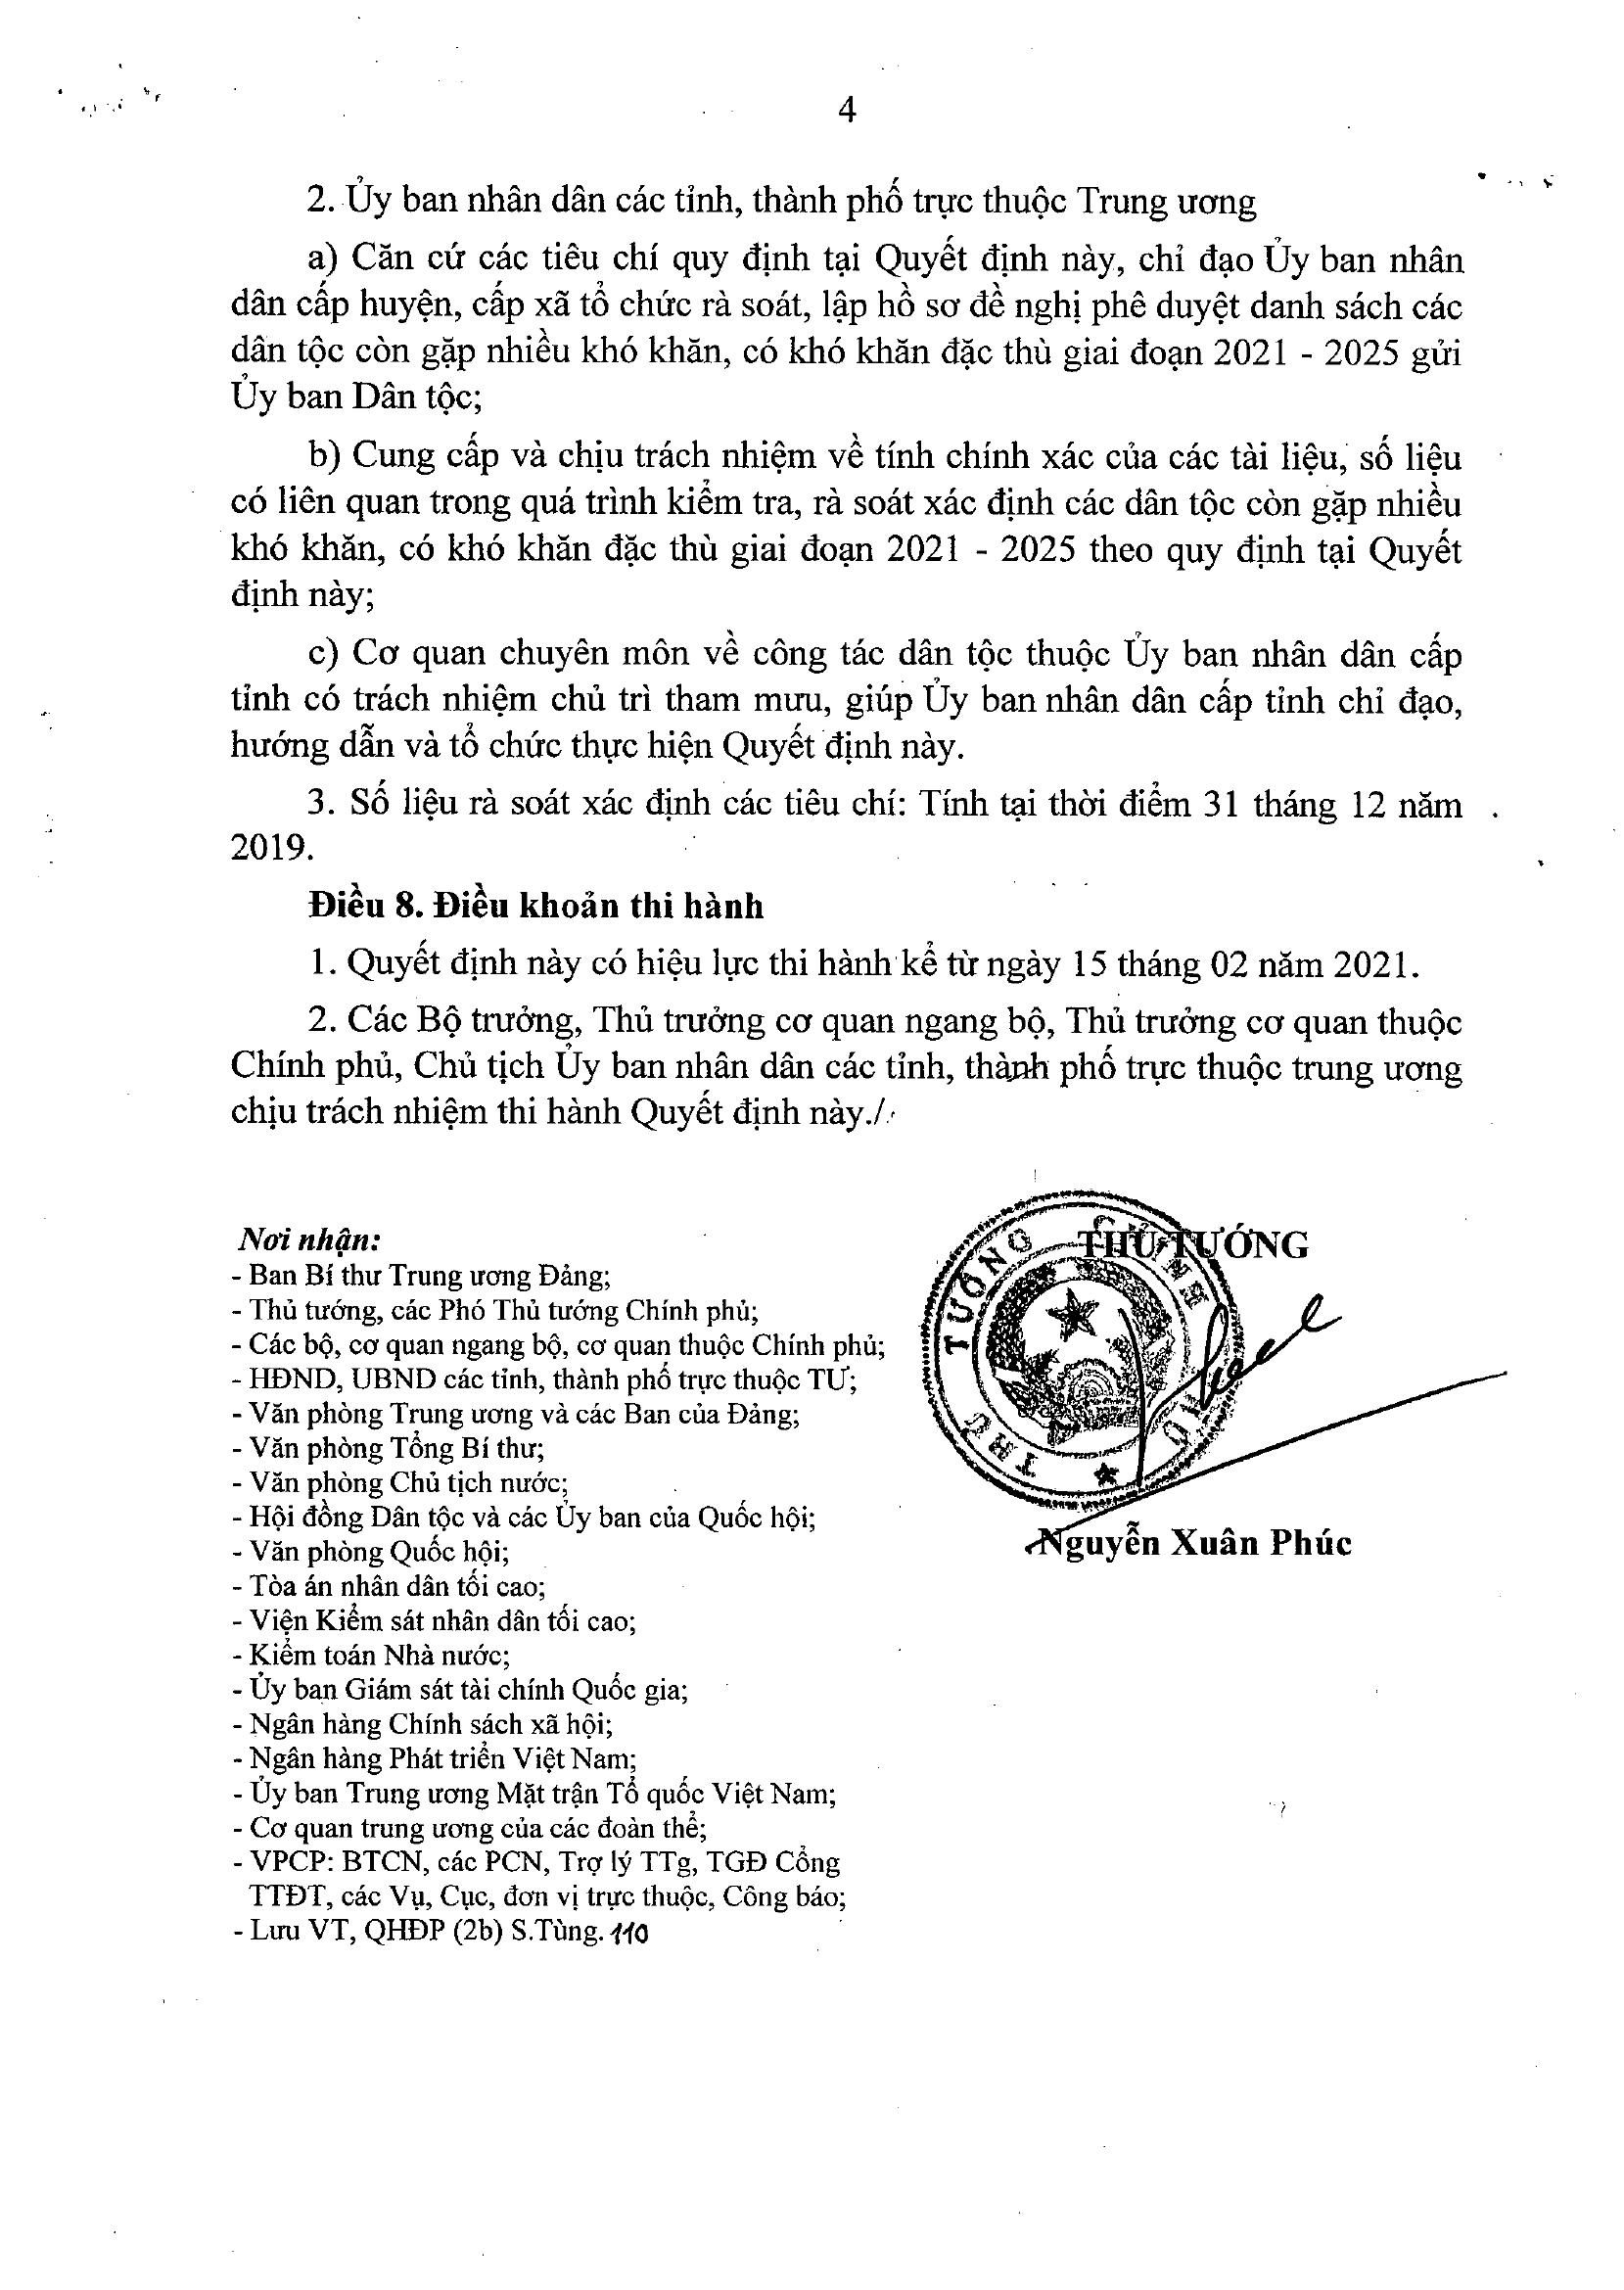 4
2. Ủy ban nhân dân các tỉnh, thành phố trực thuộc Trung ương
a) Căn cứ các tiêu chí quy định tại Quyết định này, chỉ đạo Ủy ban nhân
dân cấp huyện, cấp xã tổ chức rà soát, lập hồ sơ đề nghị phê duyệt danh sách các
dân tộc còn gặp nhiều khó khăn, có khó khăn đặc thù giai đoạn 2021 - 2025 gửi
Ủy ban Dân tộc;
b) Cung cấp và chịu trách nhiệm về tính chính xác của các tài liệu, số liệu
có liên quan trong quá trình kiểm tra, rà soát xác định các dân tộc còn gặp nhiều
khó khăn, có khó khăn đặc thù giai đoạn 2021 - 2025 theo quy định tại Quyết
định này;
c) Cơ quan chuyên môn về công tác dân tộc thuộc Ủy ban nhân dân cấp
tỉnh có trách nhiệm chủ trì tham mưu, giúp Ủy ban nhân dân cấp tỉnh chỉ đạo,
hướng dẫn và tổ chức thực hiện Quyết định này.
3. Số liệu rà soát xác định các tiêu chí: Tính tại thời điểm 31 tháng 12 năm
2019.
Điều 8. Điều khoản thi hành
1. Quyết định này có hiệu lực thi hành kể từ ngày 15 tháng 02 năm 2021.
2. Các Bộ trưởng, Thủ trưởng cơ quan ngang bộ, Thủ trưởng cơ quan thuộc
Chính phủ, Chủ tịch Ủy ban nhân dân các tỉnh, thành phố trực thuộc trung ương
chịu trách nhiệm thi hành Quyết định này./.
Nơi nhận:
- Ban Bí thư Trung ương Đảng;
- Thủ tướng, các Phó Thủ tướng Chính phủ;
- Các bộ, cơ quan ngang bộ, cơ quan thuộc Chính phủ;
- HĐND, UBND các tỉnh, thành phố trực thuộc TƯ;
- Văn phòng Trung ương và các Ban của Đảng;
- Văn phòng Tổng Bí thư;
- Văn phòng Chủ tịch nước;
- Hội đồng Dân tộc và các Ủy ban của Quốc hội;
- Văn phòng Quốc hội;
- Tòa án nhân dân tối cao;
- Viện Kiểm sát nhân dân tối cao;
- Kiểm toán Nhà nước;
- Ủy ban Giám sát tài chính Quốc gia;
- Ngân hàng Chính sách xã hội;
- Ngân hàng Phát triển Việt Nam;
- Ủy ban Trung ương Mặt trận Tổ quốc Việt Nam;
- Cơ quan trung ương của các đoàn thể;
- VPCP: BTCN, các PCN, Trợ lý TTg, TGĐ Cổng
TTĐT, các Vụ, Cục, đơn vị trực thuộc, Công báo;
- Lưu VT, QHĐP (2b) S.Tùng. 110
THỦ TƯỚNG
THỦ TƯỚNG CHÍNH PHỦ
Nguyễn Xuân Phúc